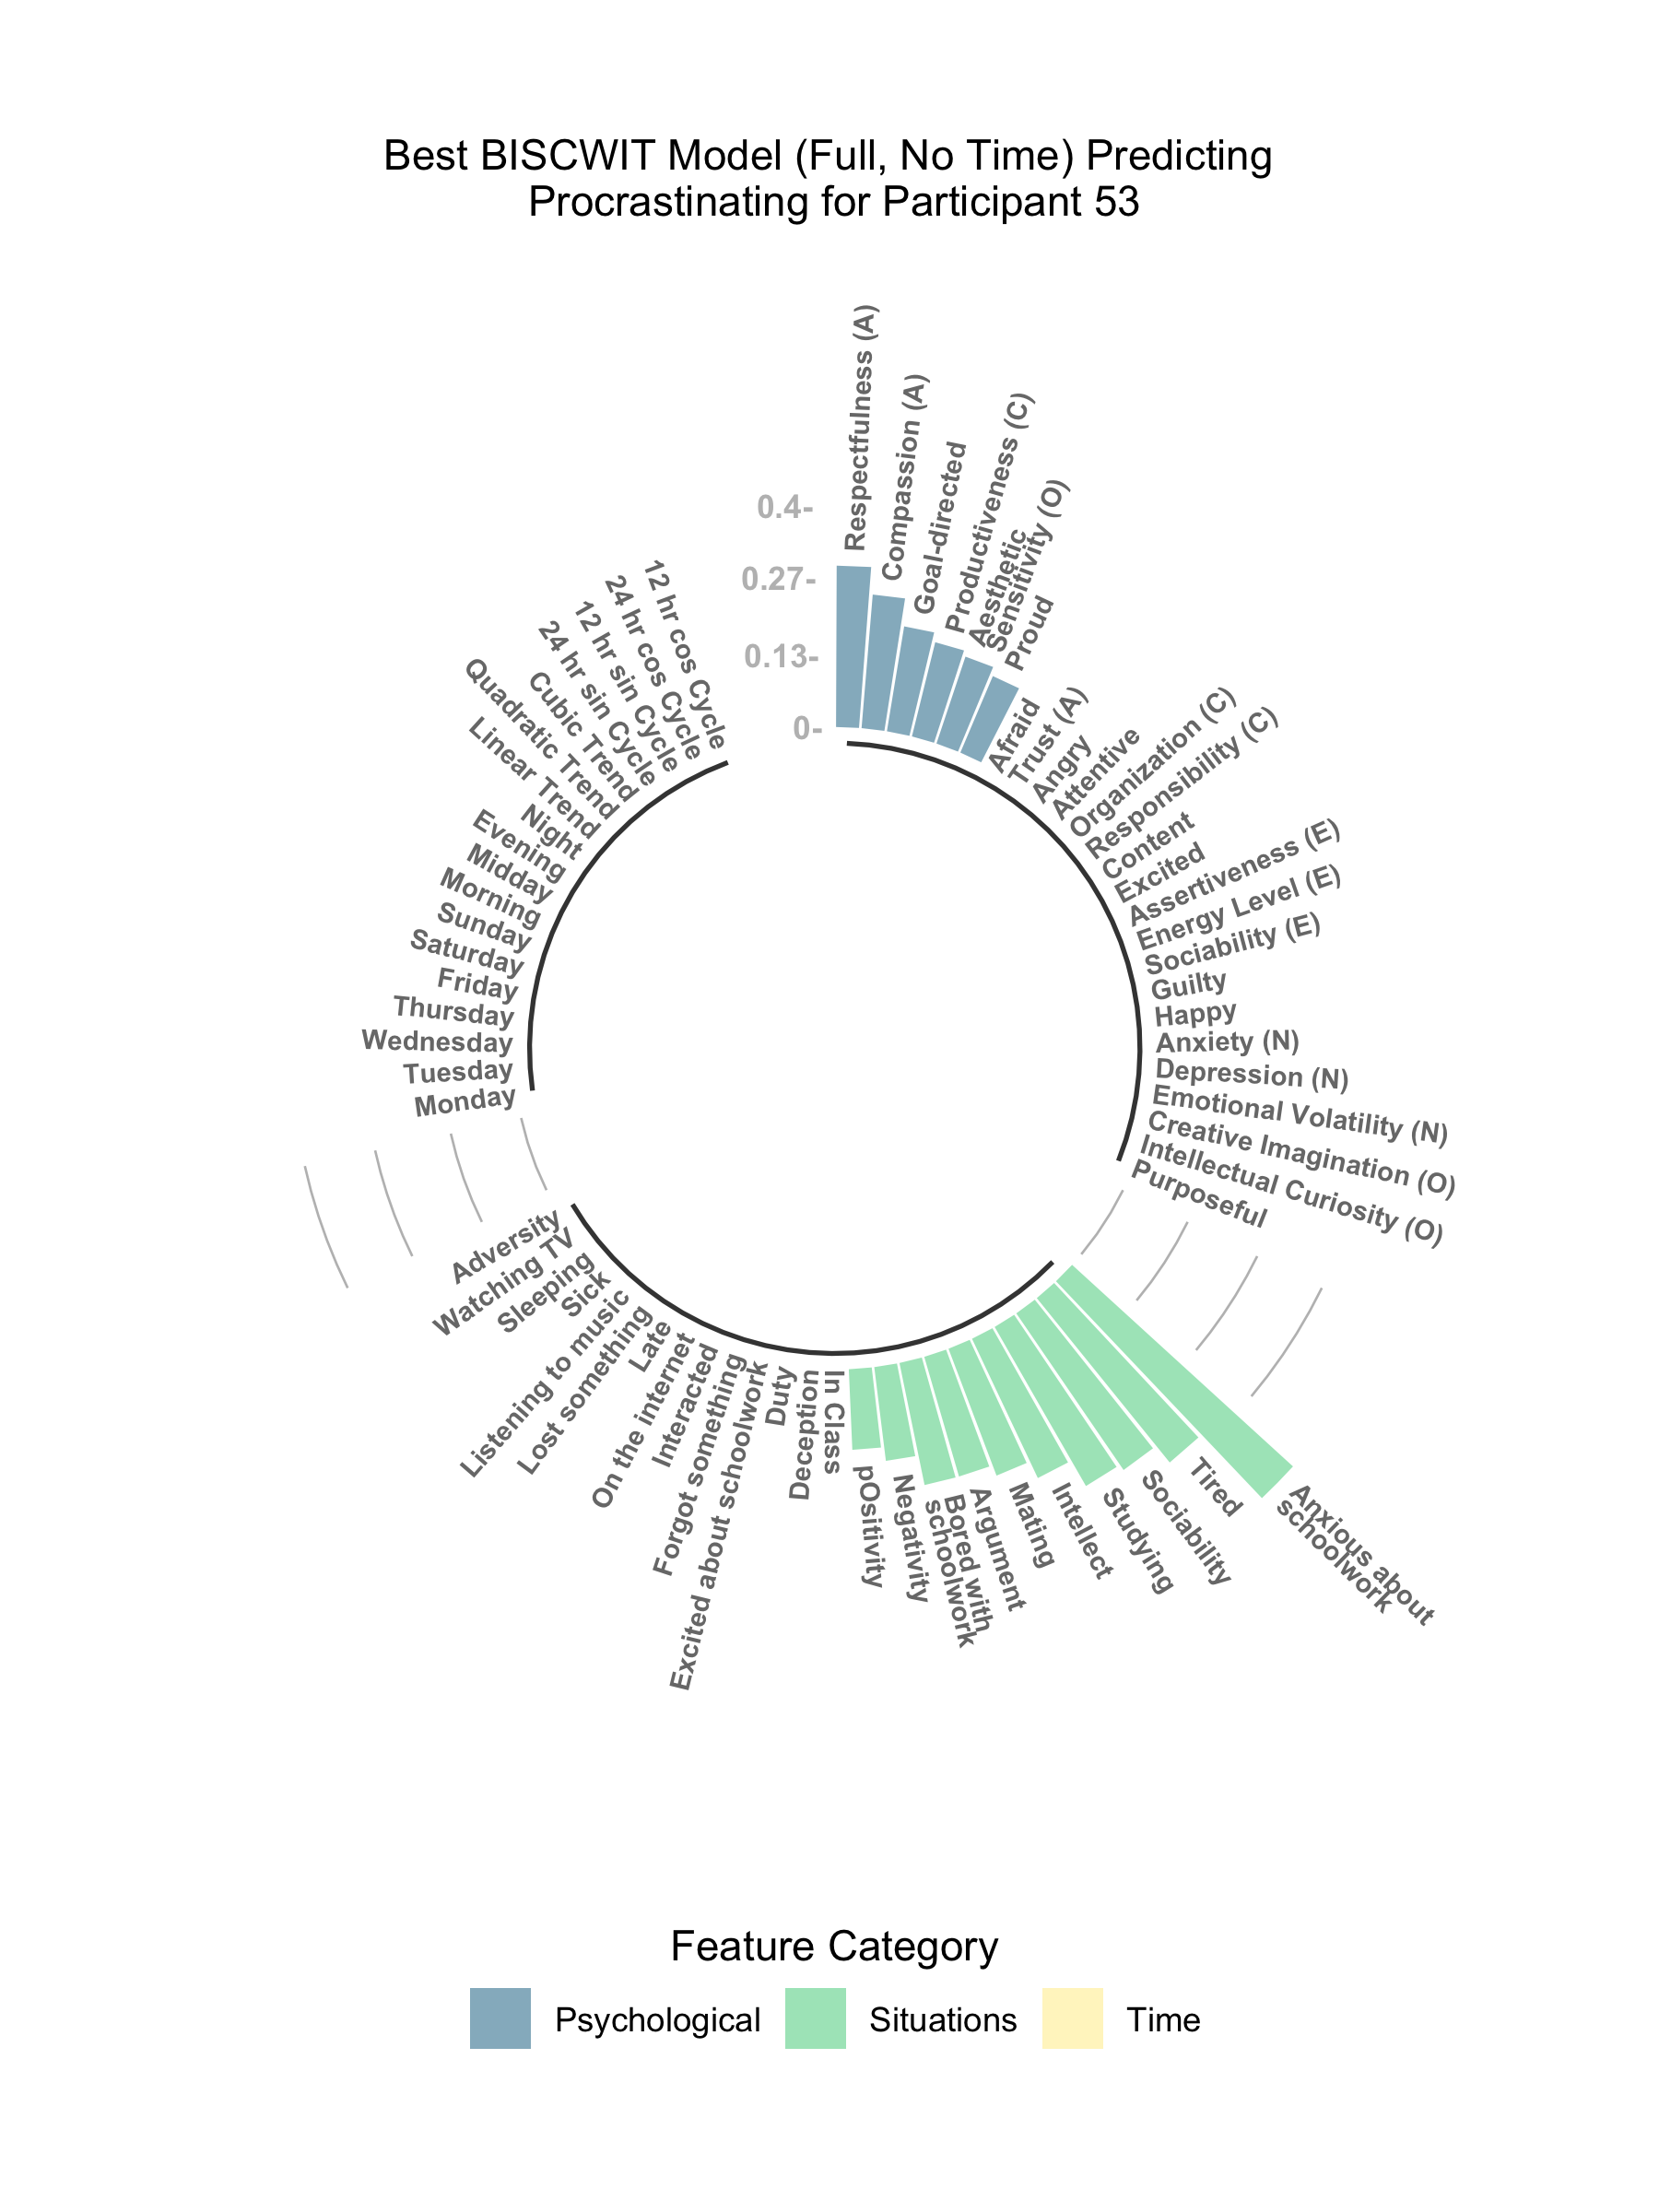 Best BISCWIT Model (Full, No Time) Predicting
Procrastinating for Participant 53
0.4-
0.27-
0.13-
0-
Respectfulness (A)
Compassion (A)
Goal-directed
Productiveness (C)
Aesthetic
Sensitivity (O)
Proud
Afraid
Trust (A)
Angry
Attentive
Organization (C)
Responsibility (C)
Content
Excited
Assertiveness (E)
Energy Level (E)
Sociability (E)
Guilty
Happy
Anxiety (N)
Depression (N)
Emotional Volatility (N)
Creative Imagination (O)
Intellectual Curiosity (O)
Purposeful
Anxious about
schoolwork
Tired
Sociability
Studying
Intellect
Mating
Argument
Bored with
schoolwork
Negativity
pOsitivity
In Class
Deception
Duty
Excited about schoolwork
Forgot something
Interacted
On the internet
Late
Lost something
Listening to music
Sick
Sleeping
Watching TV
Adversity
Monday
Tuesday
Wednesday
Thursday
Friday
Saturday
Sunday
Morning
Midday
Evening
Night
Linear Trend
Quadratic Trend
Cubic Trend
24 hr sin Cycle
12 hr sin Cycle
24 hr cos Cycle
12 hr cos Cycle
Feature Category
Psychological
Situations
Time